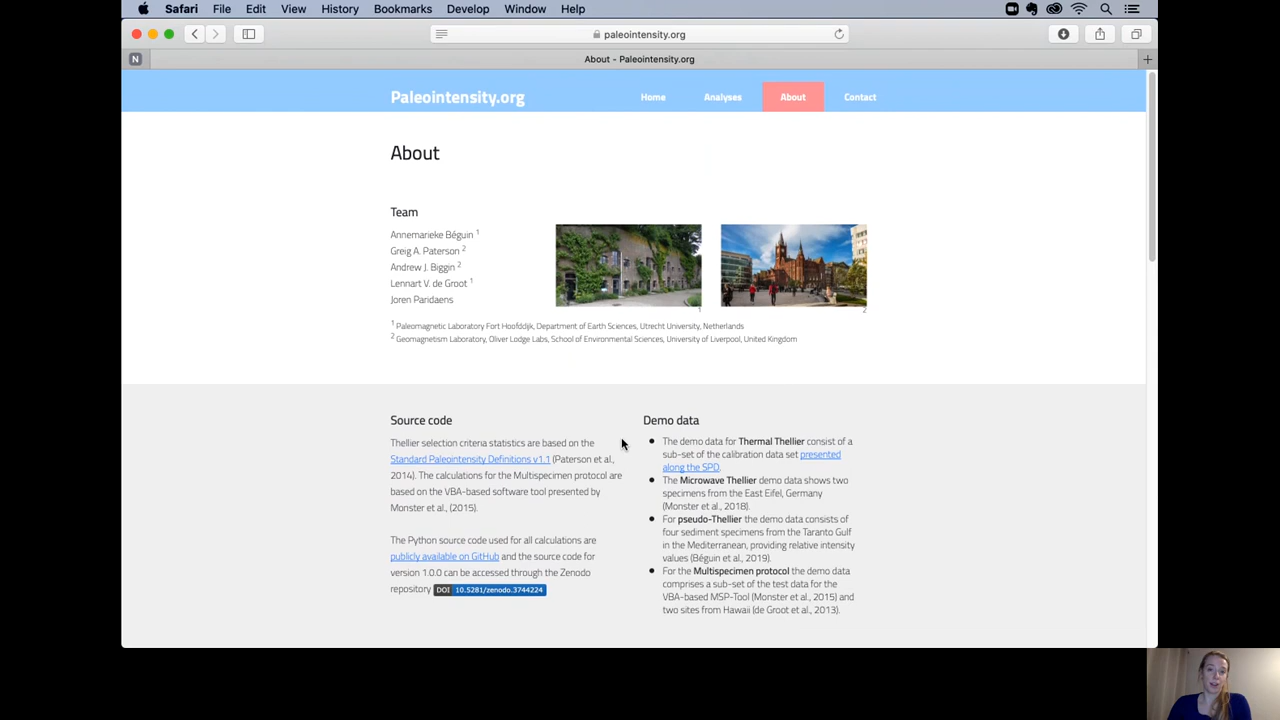 Safari File Edit View History Bookmarks Develop Window Help
paleointensity.org
N About - Paleointensity.org
Paleointensity.org Home Analyses About Contact
About
Team
Annemarieke Béguin 1
Greig A. Paterson 2
Andrew J. Biggin 2
Lennart V. de Groot 1
Joren Paridaens
1 2
1 Paleomagnetic Laboratory Fort Hoofddijk, Department of Earth Sciences, Utrecht University, Netherlands
2 Geomagnetism Laboratory, Oliver Lodge Labs, School of Environmental Sciences, University of Liverpool, United Kingdom
Source code
Thellier selection criteria statistics are based on the
Standard Paleointensity Definitions v1.1 (Paterson et al.,
2014). The calculations for the Multispecimen protocol are
based on the VBA-based software tool presented by
Monster et al., (2015).
The Python source code used for all calculations are
publicly available on GitHub and the source code for
version 1.0.0 can be accessed through the Zenodo
repository DOI 10.5281/zenodo.3744224
Demo data
• The demo data for Thermal Thellier consist of a
sub-set of the calibration data set presented
along the SPD.
• The Microwave Thellier demo data shows two
specimens from the East Eifel, Germany
(Monster et al., 2018).
• For pseudo-Thellier the demo data consists of
four sediment specimens from the Taranto Gulf
in the Mediterranean, providing relative intensity
values (Béguin et al., 2019).
• For the Multispecimen protocol the demo data
comprises a sub-set of the test data for the
VBA-based MSP-Tool (Monster et al., 2015) and
two sites from Hawaii (de Groot et al., 2013).